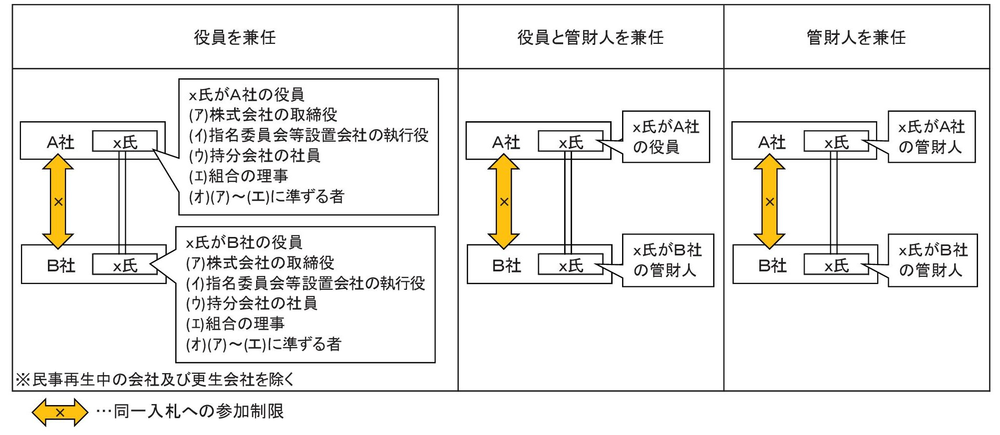 役員を兼任
役員と管財人を兼任
管財人を兼任
x氏がA社の役員
(ア)株式会社の取締役
(イ)指名委員会等設置会社の執行役
(ウ)持分会社の社員
(エ)組合の理事
(オ)(ア)～(エ)に準ずる者
A社
x氏
×
B社
x氏
x氏がB社の役員
(ア)株式会社の取締役
(イ)指名委員会等設置会社の執行役
(ウ)持分会社の社員
(エ)組合の理事
(オ)(ア)～(エ)に準ずる者
※民事再生中の会社及び更生会社を除く
A社
x氏
x氏がA社
の役員
×
B社
x氏
x氏がB社
の管財人
A社
x氏
x氏がA社
の管財人
×
B社
x氏
x氏がB社
の管財人
× …同一入札への参加制限